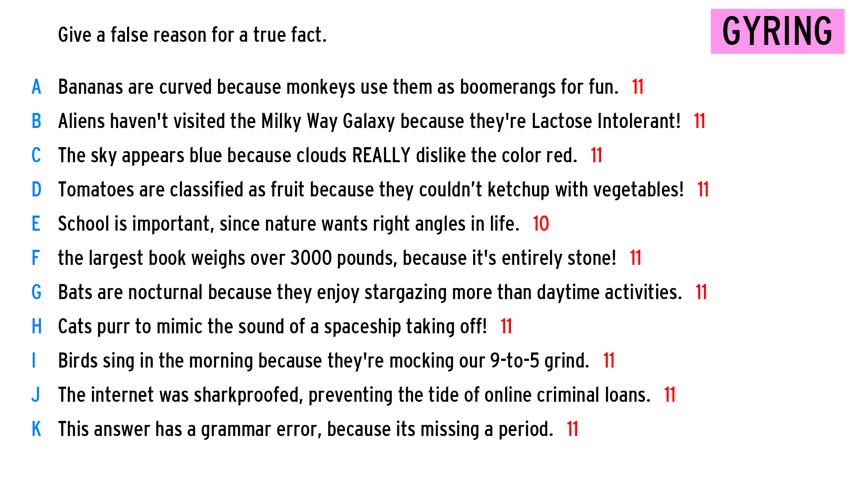 Give a false reason for a true fact.
GYRING
A Bananas are curved because monkeys use them as boomerangs for fun. 11
B Aliens haven't visited the Milky Way Galaxy because they're Lactose Intolerant! 11
C The sky appears blue because clouds REALLY dislike the color red. 11
D Tomatoes are classified as fruit because they couldn’t ketchup with vegetables! 11
E School is important, since nature wants right angles in life. 10
F the largest book weighs over 3000 pounds, because it's entirely stone! 11
G Bats are nocturnal because they enjoy stargazing more than daytime activities. 11
H Cats purr to mimic the sound of a spaceship taking off! 11
I Birds sing in the morning because they're mocking our 9-to-5 grind. 11
J The internet was sharkproofed, preventing the tide of online criminal loans. 11
K This answer has a grammar error, because its missing a period. 11